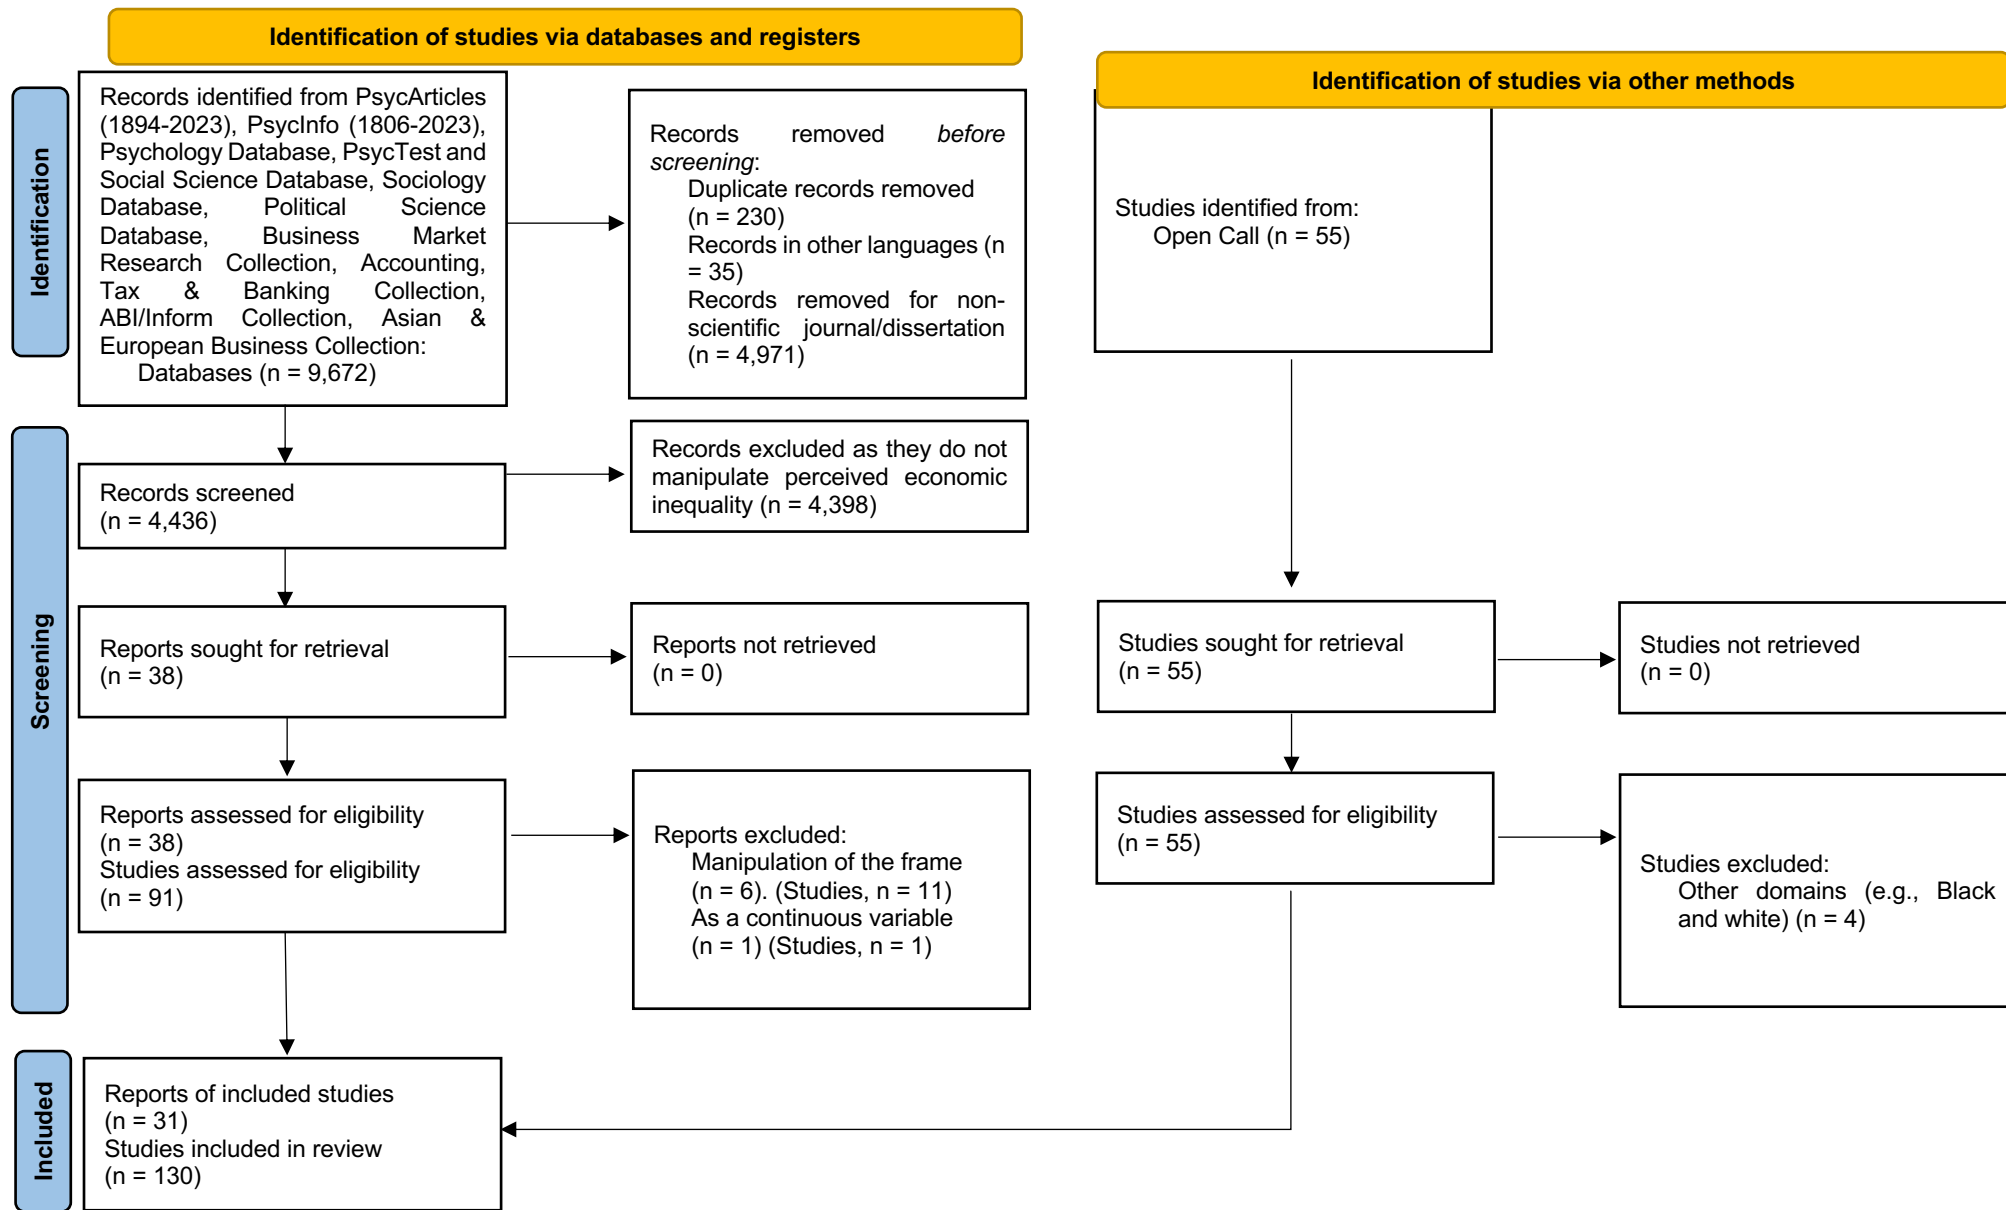 Identification of studies via databases and registers
Identification of studies via other methods
Identification
Records identified from PsycArticles
(1894-2023), PsycInfo (1806-2023),
Psychology Database, PsycTest and
Social Science Database, Sociology
Database, Political Science
Database, Business Market
Research Collection, Accounting,
Tax & Banking Collection,
ABI/Inform Collection, Asian &
European Business Collection:
Databases (n = 9,672)
Records removed before
screening:
Duplicate records removed
(n = 230)
Records in other languages (n
= 35)
Records removed for non-
scientific journal/dissertation
(n = 4,971)
Studies identified from:
Open Call (n = 55)
Screening
Records screened
(n = 4,436)
Records excluded as they do not
manipulate perceived economic
inequality (n = 4,398)
Reports sought for retrieval
(n = 38)
Reports not retrieved
(n = 0)
Studies sought for retrieval
(n = 55)
Studies not retrieved
(n = 0)
Reports assessed for eligibility
(n = 38)
Studies assessed for eligibility
(n = 91)
Reports excluded:
Manipulation of the frame
(n = 6). (Studies, n = 11)
As a continuous variable
(n = 1) (Studies, n = 1)
Studies assessed for eligibility
(n = 55)
Studies excluded:
Other domains (e.g., Black
and white) (n = 4)
Included
Reports of included studies
(n = 31)
Studies included in review
(n = 130)